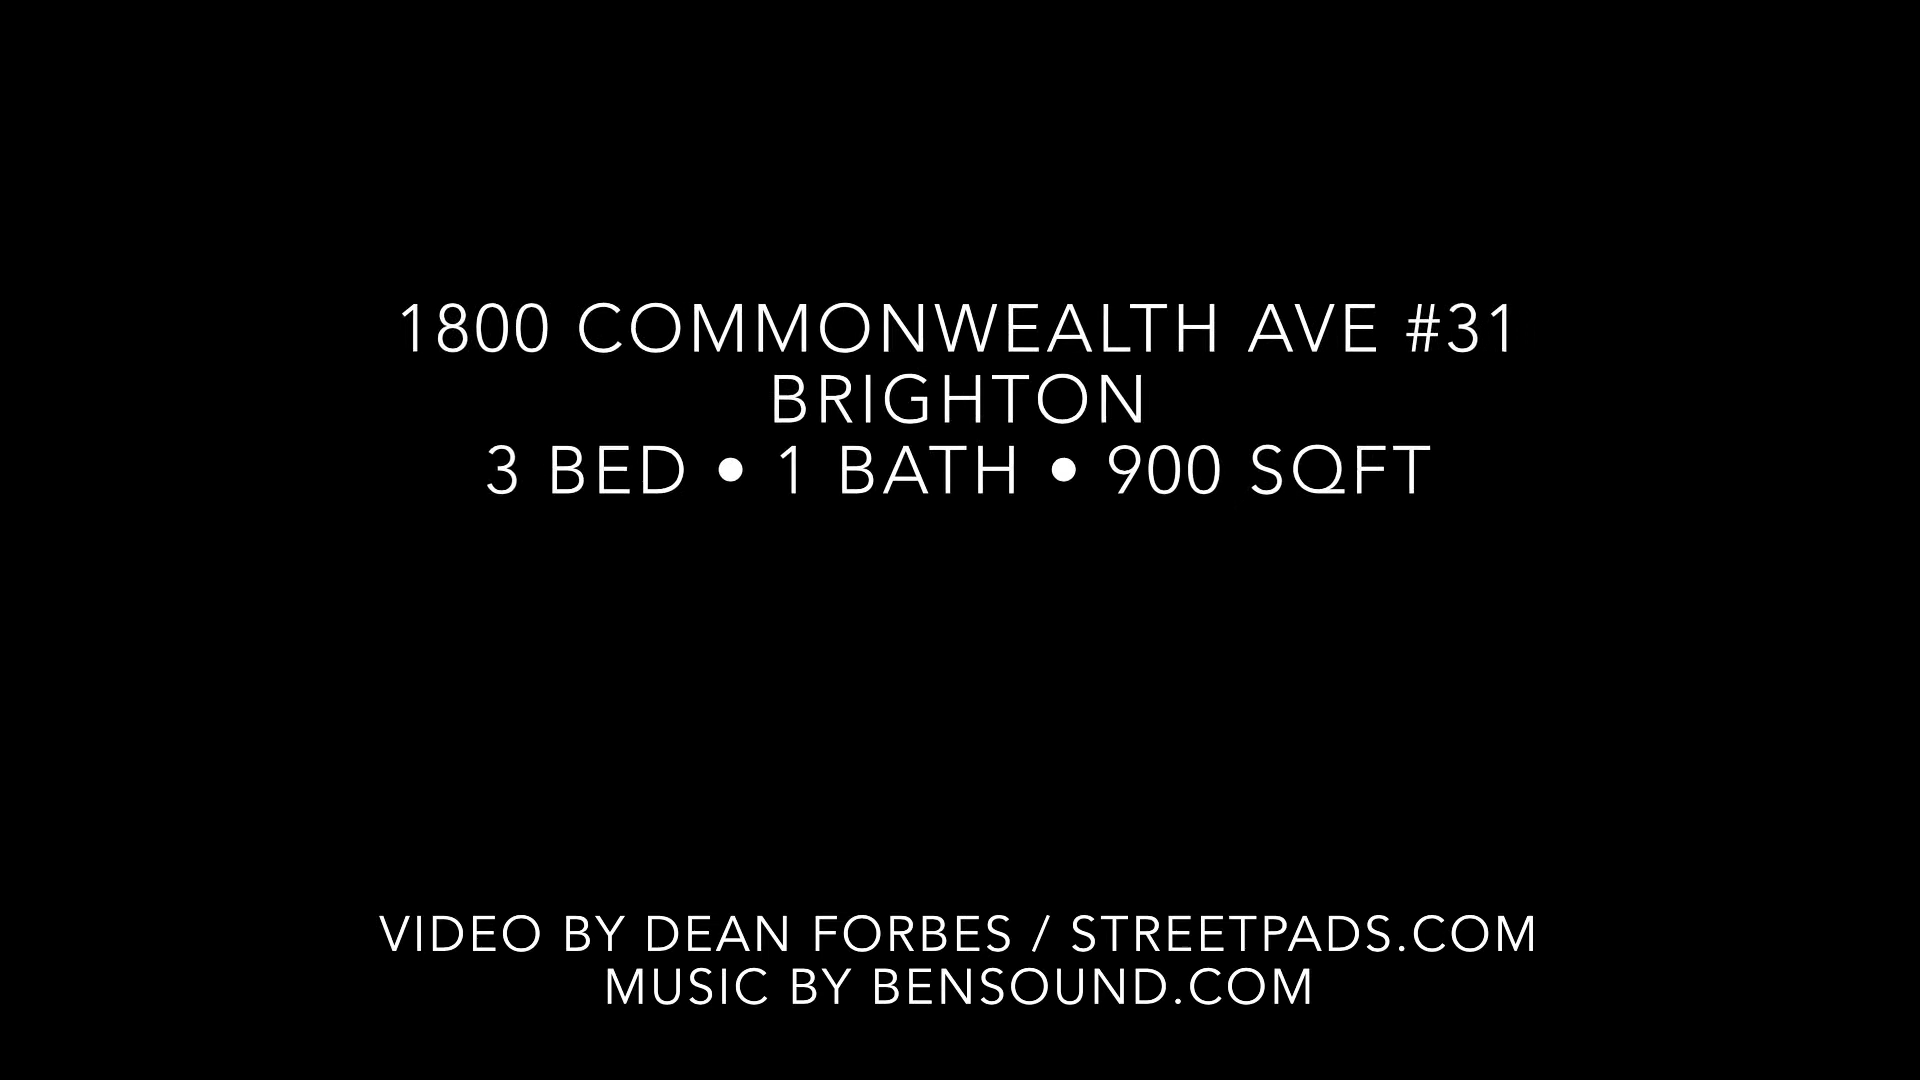 1800 COMMONWEALTH AVE #31
BRIGHTON
3 BED • 1 BATH • 900 SQFT
VIDEO BY DEAN FORBES / STREETPADS.COM
MUSIC BY BENSOUND.COM